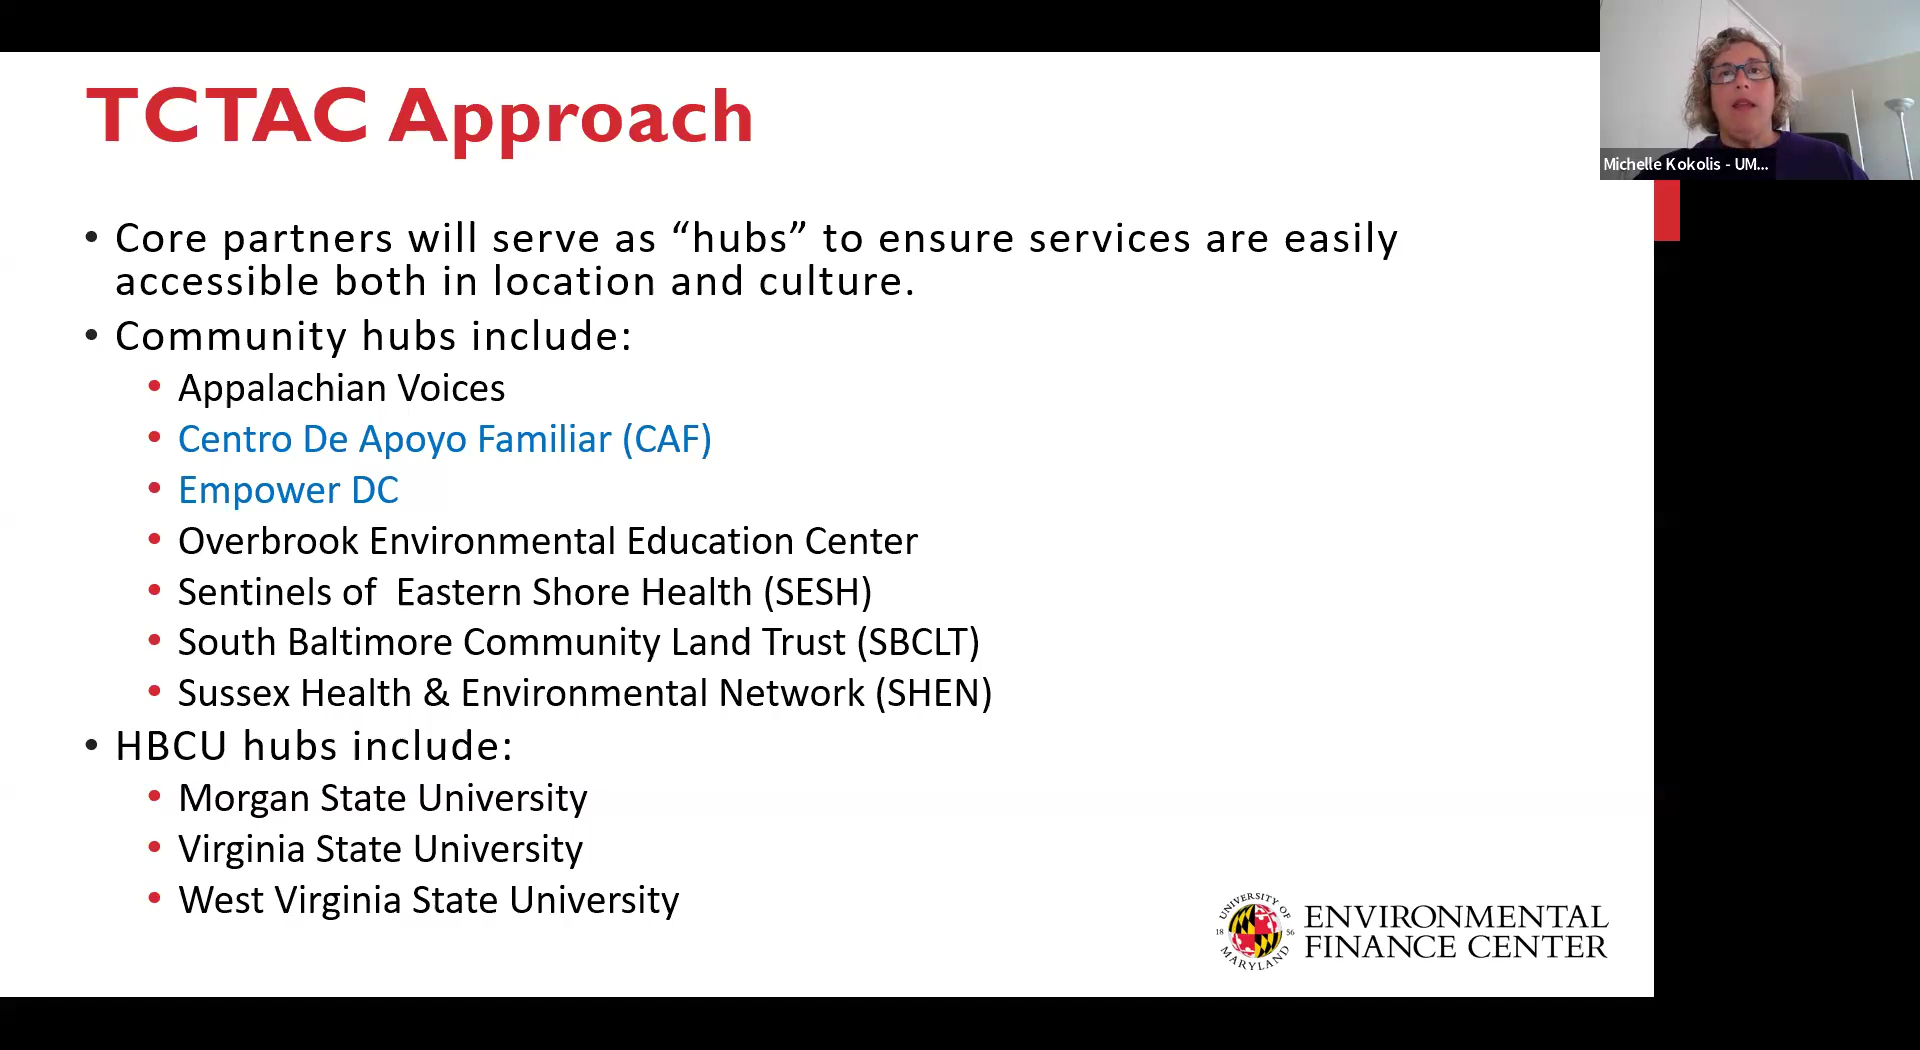 TCTAC Approach
Michelle Kokolis - UM...
• Core partners will serve as “hubs” to ensure services are easily
accessible both in location and culture.
• Community hubs include:
• Appalachian Voices
• Centro De Apoyo Familiar (CAF)
• Empower DC
• Overbrook Environmental Education Center
• Sentinels of  Eastern Shore Health (SESH)
• South Baltimore Community Land Trust (SBCLT)
• Sussex Health & Environmental Network (SHEN)
• HBCU hubs include:
• Morgan State University
• Virginia State University
• West Virginia State University
UNIVERSITY OF
18 56
MARYLAND
ENVIRONMENTAL
FINANCE CENTER